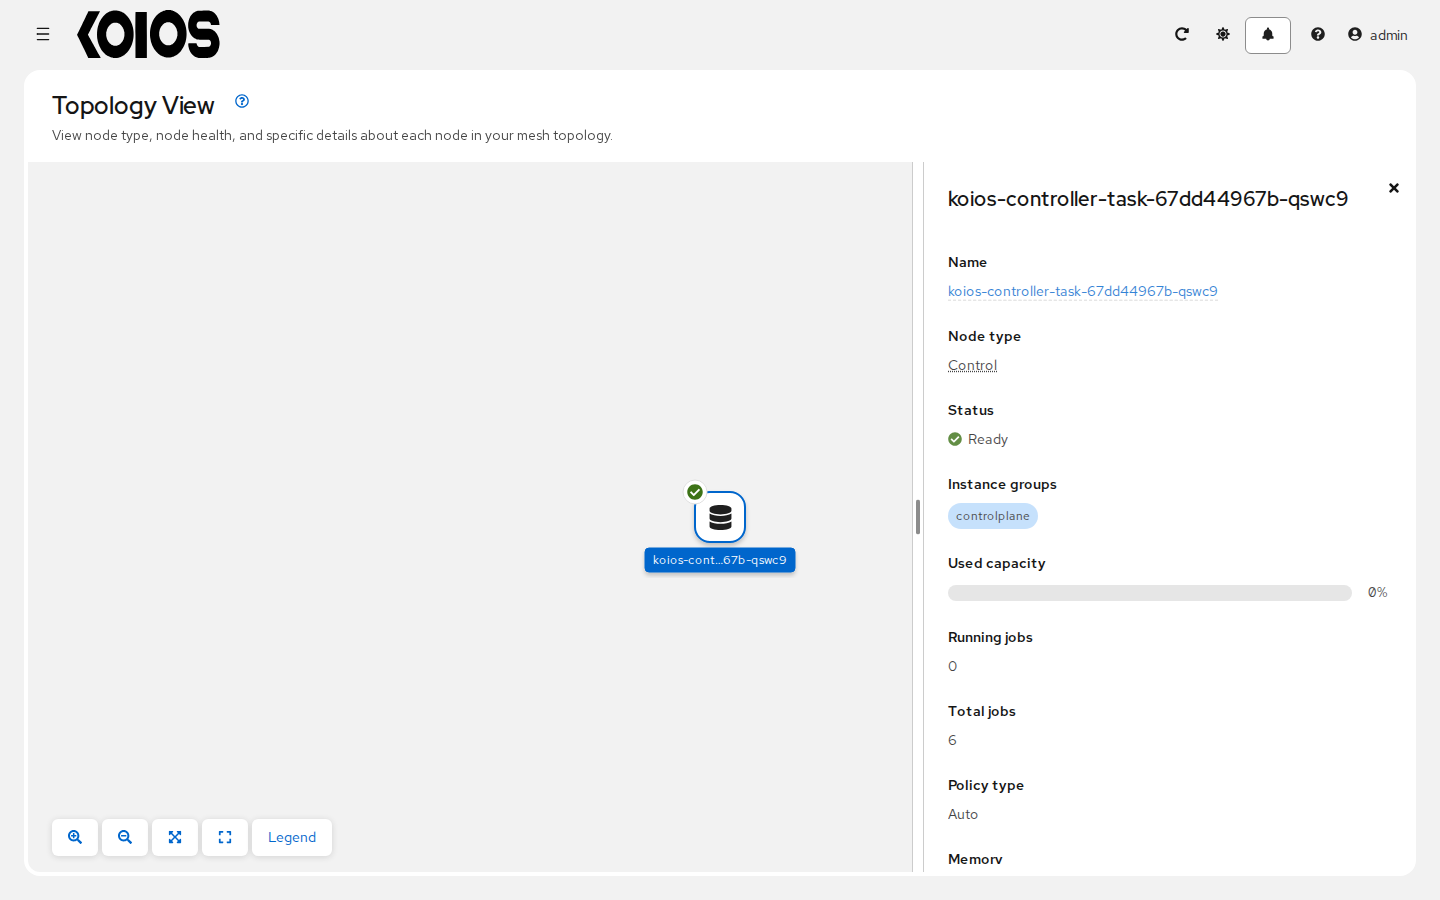 KOIOS
admin
Topology View
View node type, node health, and specific details about each node in your mesh topology.
koios-cont...67b-qswc9
Legend
koios-controller-task-67dd44967b-qswc9
Name
koios-controller-task-67dd44967b-qswc9
Node type
Control
Status
Ready
Instance groups
controlplane
Used capacity
0%
Running jobs
0
Total jobs
6
Policy type
Auto
Memory